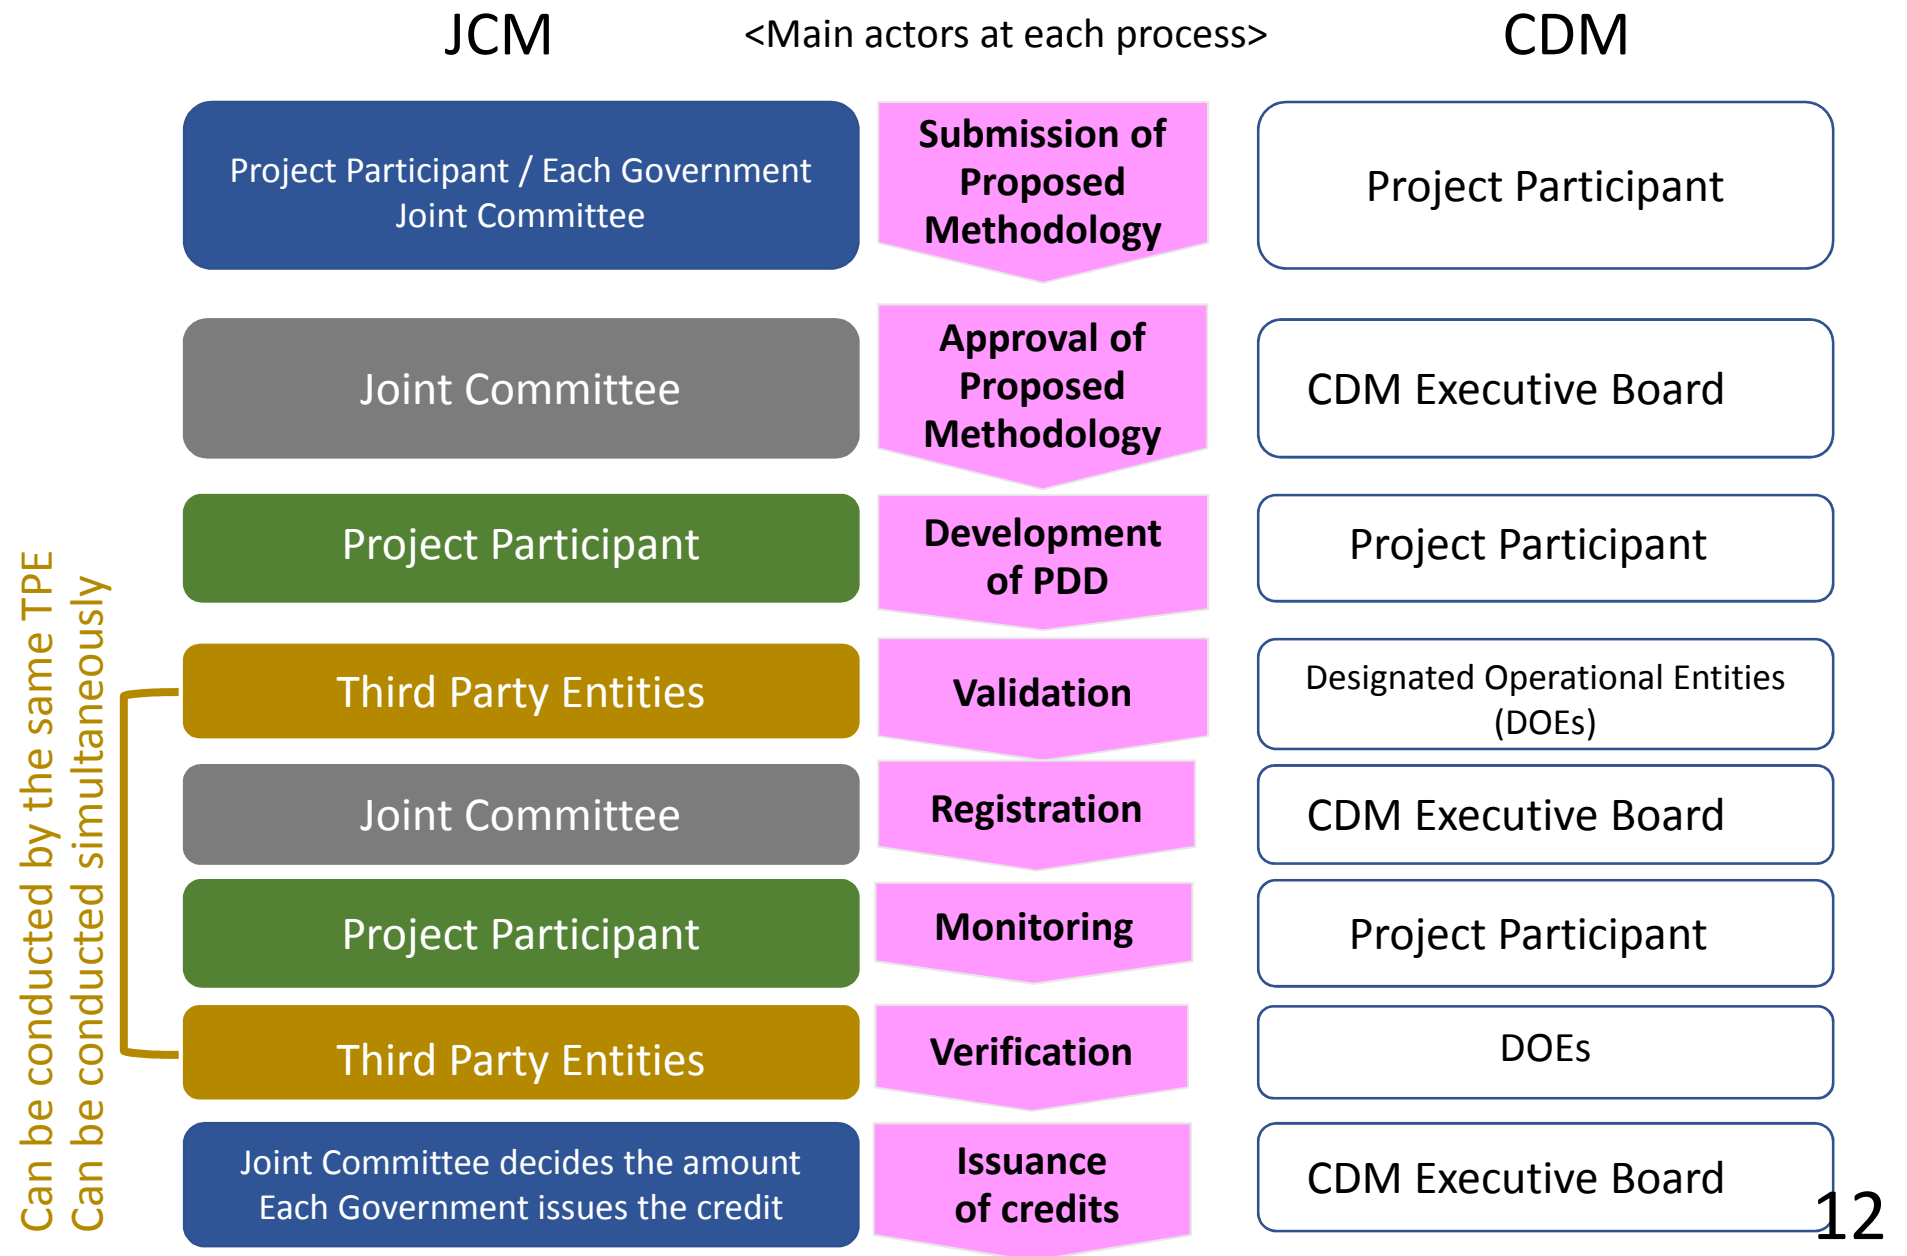 JCM
<Main actors at each process>
CDM
Project Participant / Each Government
Joint Committee
Submission of
Proposed
Methodology
Project Participant
Joint Committee
Approval of
Proposed
Methodology
CDM Executive Board
Project Participant
Development
of PDD
Project Participant
Third Party Entities
Validation
Designated Operational Entities
(DOEs)
Joint Committee
Registration
CDM Executive Board
Project Participant
Monitoring
Project Participant
Third Party Entities
Verification
DOEs
Joint Committee decides the amount
Each Government issues the credit
Issuance
of credits
CDM Executive Board
Can be conducted by the same TPE
Can be conducted simultaneously
12